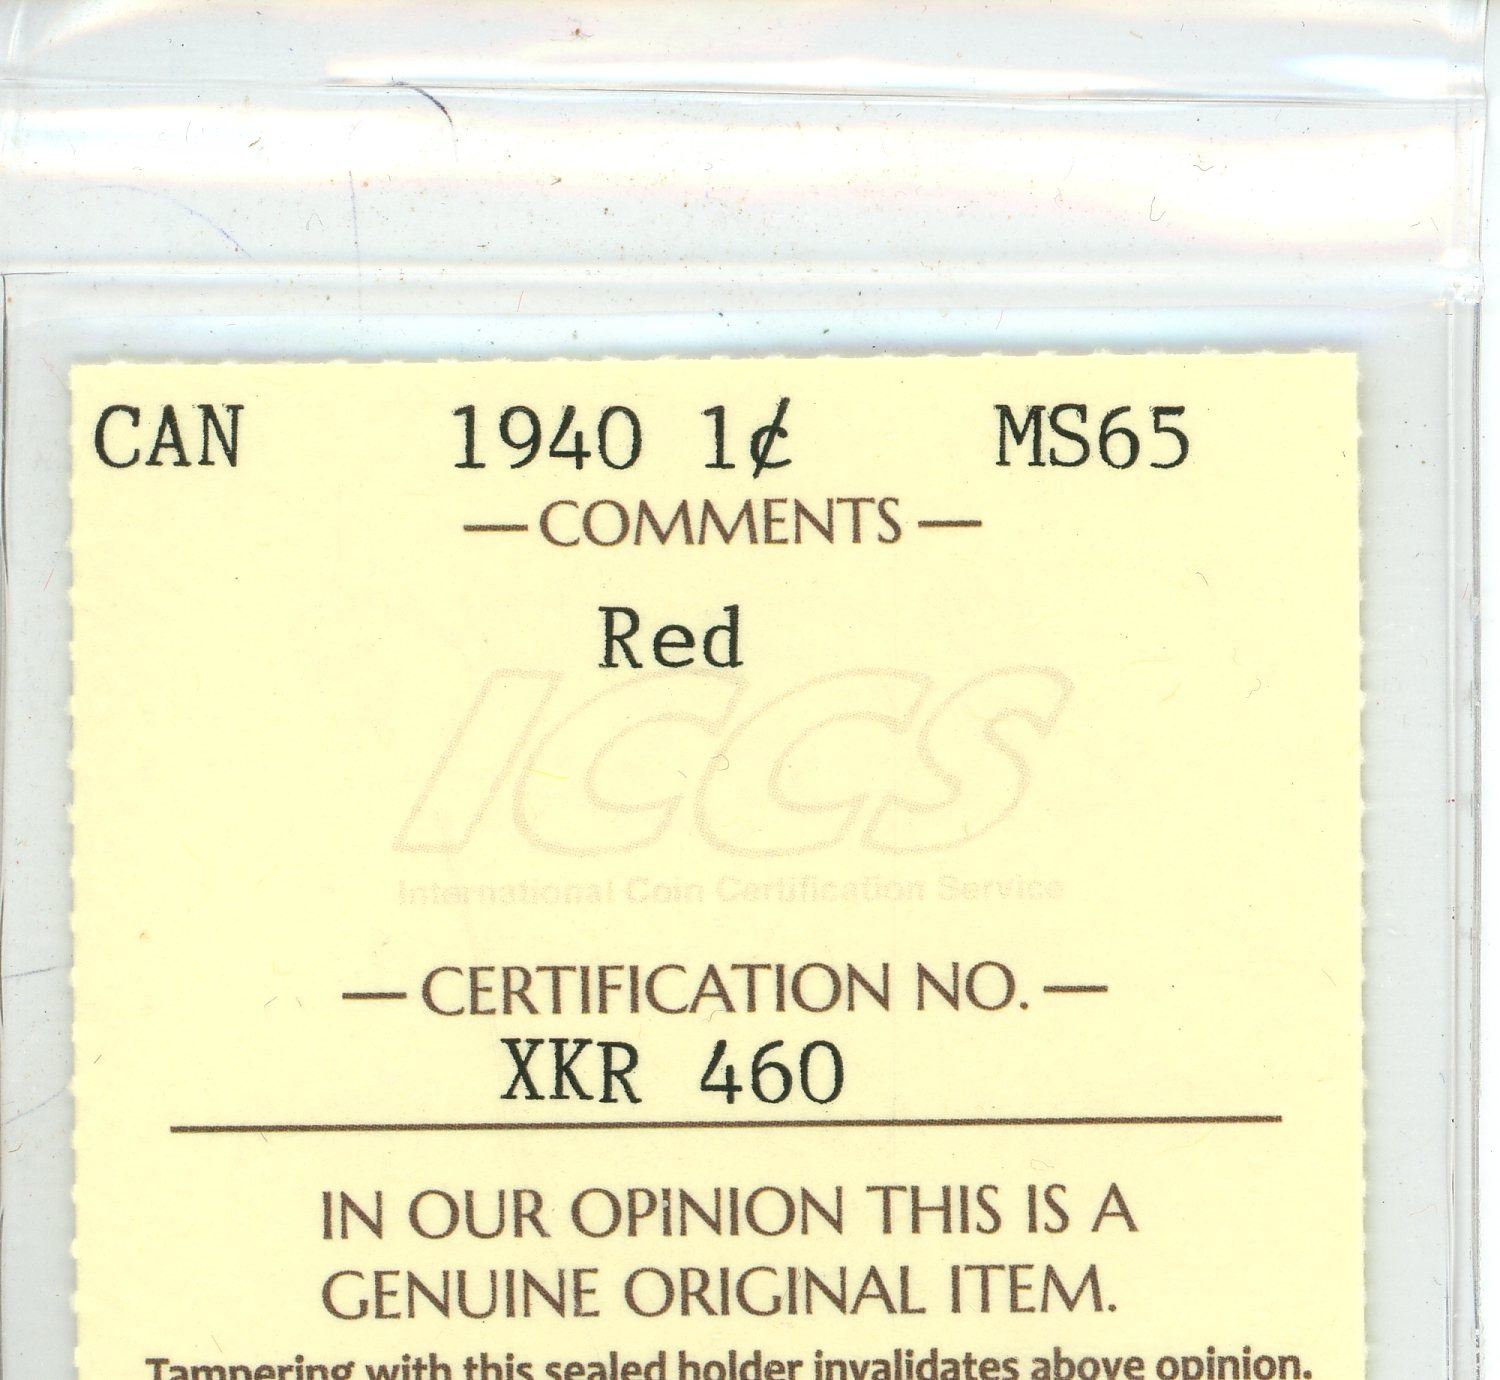 CAN 1940 1¢ MS65
—COMMENTS—
Red
ICCS
International Coin Certification Service
—CERTIFICATION NO.—
XKR 460
IN OUR OPINION THIS IS A
GENUINE ORIGINAL ITEM.
Tampering with this sealed holder invalidates above opinion.